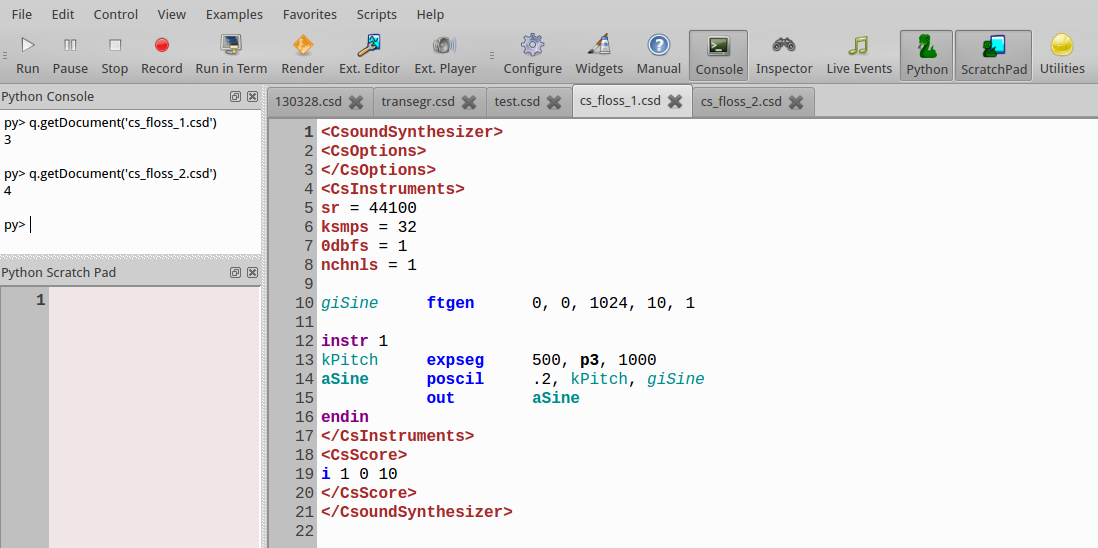 File Edit Control View Examples Favorites Scripts Help
Run Pause Stop Record Run in Term Render Ext. Editor Ext. Player Configure Widgets Manual Console Inspector Live Events Python ScratchPad Utilities
Python Console
py> q.getDocument('cs_floss_1.csd')
3
py> q.getDocument('cs_floss_2.csd')
4
py>
Python Scratch Pad
1
130328.csd transegr.csd test.csd cs_floss_1.csd cs_floss_2.csd
1 <CsoundSynthesizer>
2 <CsOptions>
3 </CsOptions>
4 <CsInstruments>
5 sr = 44100
6 ksmps = 32
7 0dbfs = 1
8 nchnls = 1
9
10 giSine ftgen 0, 0, 1024, 10, 1
11
12 instr 1
13 kPitch expseg 500, p3, 1000
14 aSine poscil .2, kPitch, giSine
15 out aSine
16 endin
17 </CsInstruments>
18 <CsScore>
19 i 1 0 10
20 </CsScore>
21 </CsoundSynthesizer>
22